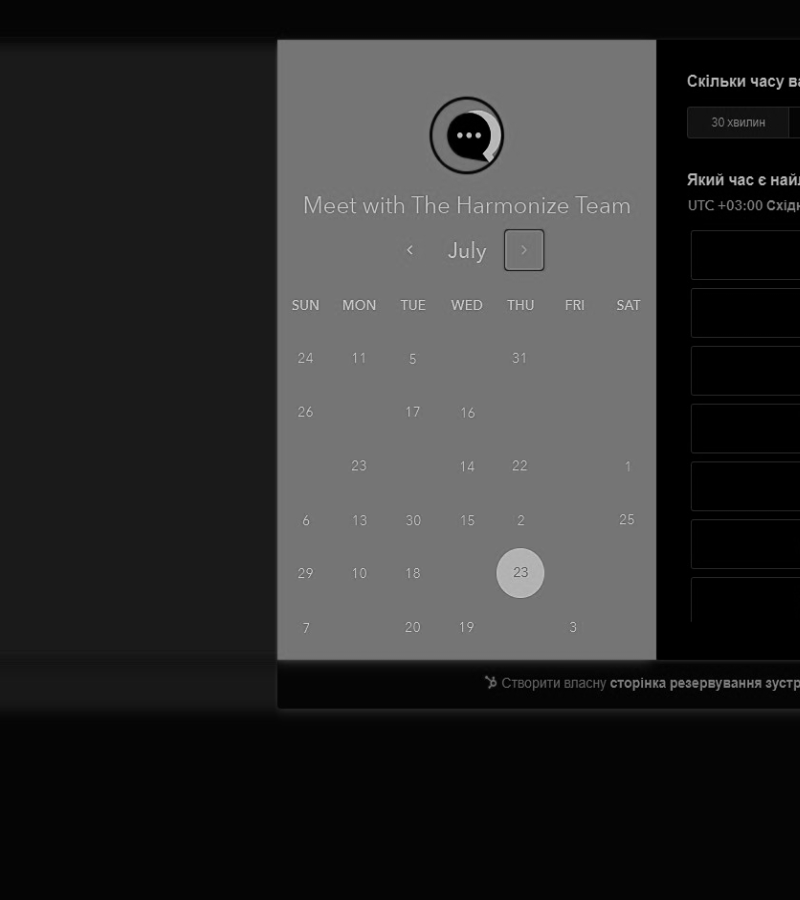 Скільки часу ва
30 хвилин
Який час є най
UTC +03:00 Східн
Meet with The Harmonize Team
July
SUN MON TUE WED THU FRI SAT
24 11 5 31
26 17 16
23 14 22 1
6 13 30 15 2 25
29 10 18 23
7 20 19 3
Створити власну сторінка резервування зустр